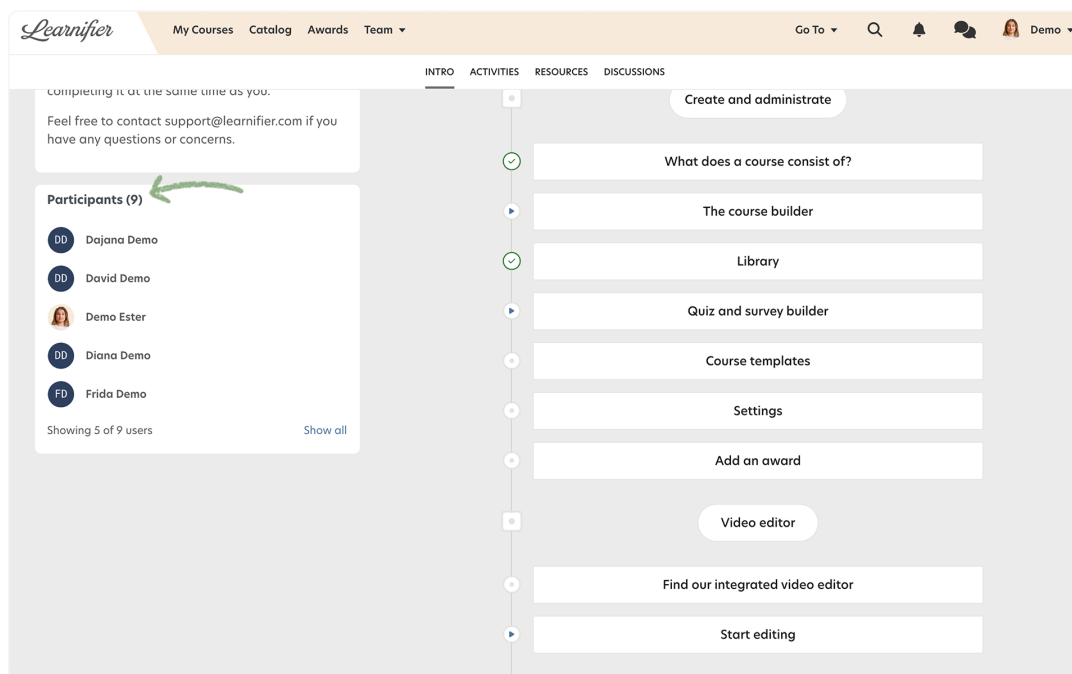 Learnifier
My Courses Catalog Awards Team
Go To
Demo
INTRO ACTIVITIES RESOURCES DISCUSSIONS
completing it at the same time as you.
Feel free to contact support@learnifier.com if you
have any questions or concerns.
Participants (9)
DD Dajana Demo
DD David Demo
Demo Ester
DD Diana Demo
FD Frida Demo
Showing 5 of 9 users Show all
Create and administrate
What does a course consist of?
The course builder
Library
Quiz and survey builder
Course templates
Settings
Add an award
Video editor
Find our integrated video editor
Start editing